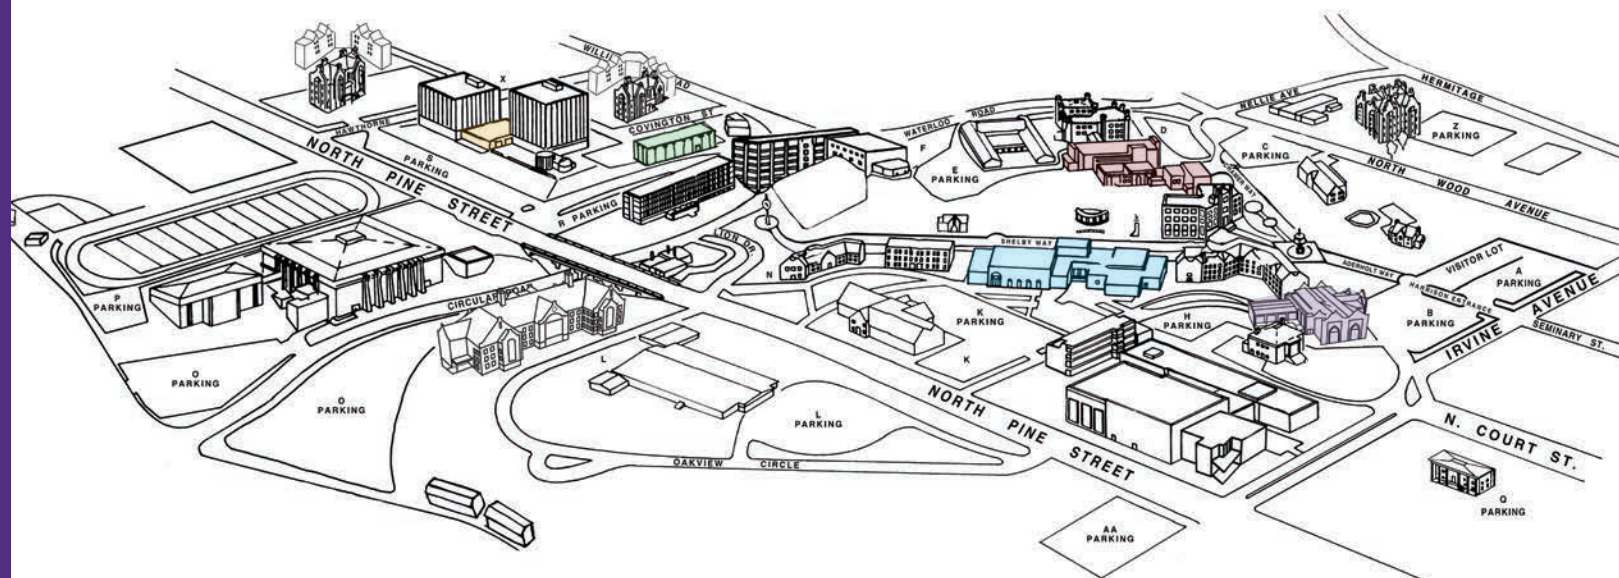 X
WILLI
AD
HAWTHORNE
COVINGTON ST
S
PARKING
NORTH PINE
STREET
R PARKING
WATERLOO ROAD
F
E
PARKING
D
C
PARKING
NELLIE AVE
HERMITAGE
Z
PARKING
NORTH WOOD
AVENUE
LION DR.
N
SHELBY WAY
ADERHOLT WAY
VISITOR LOT
A
PARKING
HARRISON ENTRANCE
B
PARKING
IRVINE AVENUE
SEMINARY ST.
P
PARKING
CIRCULAR ROAD
K
PARKING
K
H
PARKING
O
PARKING
O
PARKING
L
L
PARKING
OAKVIEW CIRCLE
NORTH PINE STREET
N. COURT ST.
Q
PARKING
AA
PARKING